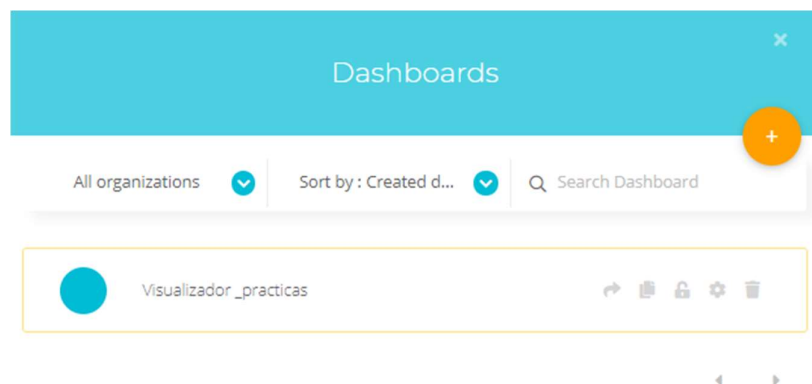 Dashboards
All organizations Sort by : Created d... Search Dashboard
Visualizador _practicas